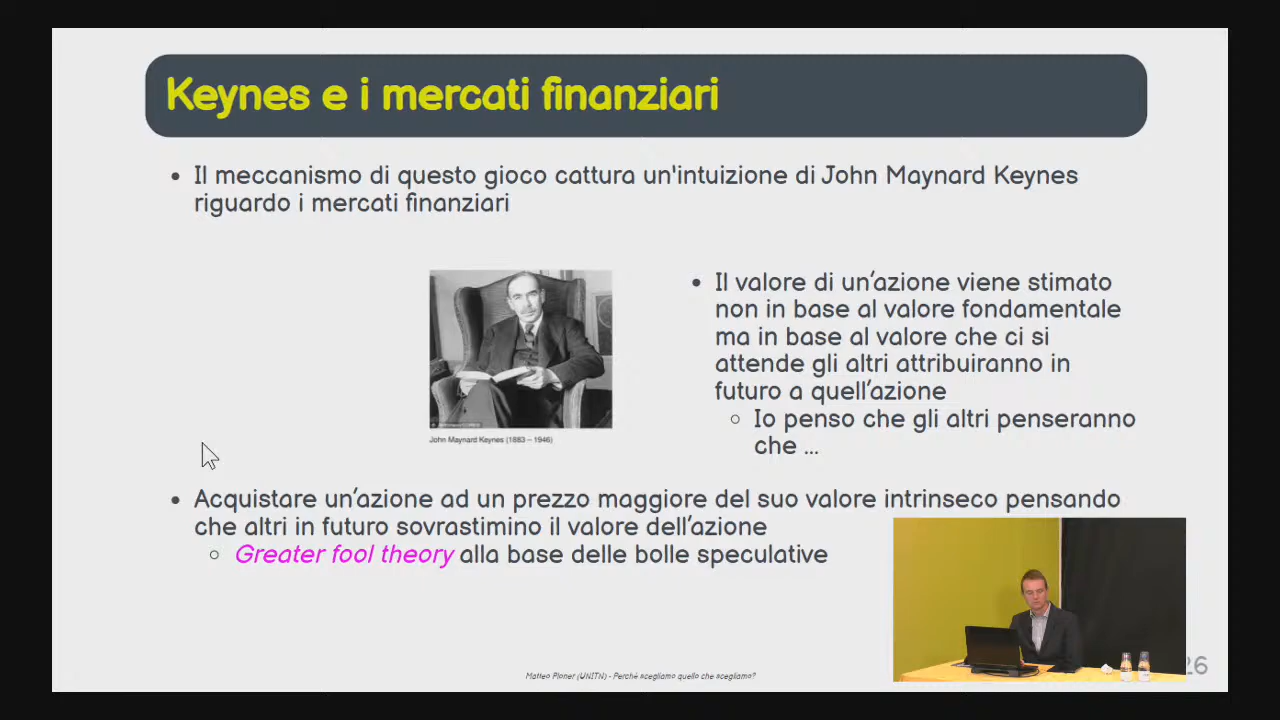 Keynes e i mercati finanziari
Il meccanismo di questo gioco cattura un'intuizione di John Maynard Keynes
riguardo i mercati finanziari
Il valore di un’azione viene stimato
non in base al valore fondamentale
ma in base al valore che ci si
attende gli altri attribuiranno in
futuro a quell’azione
Io penso che gli altri penseranno
che ...
John Maynard Keynes (1883 – 1946)
Acquistare un’azione ad un prezzo maggiore del suo valore intrinseco pensando
che altri in futuro sovrastimino il valore dell’azione
Greater fool theory alla base delle bolle speculative
Matteo Ploner (UNITN) - Perchè scegliamo quello che scegliamo?
26